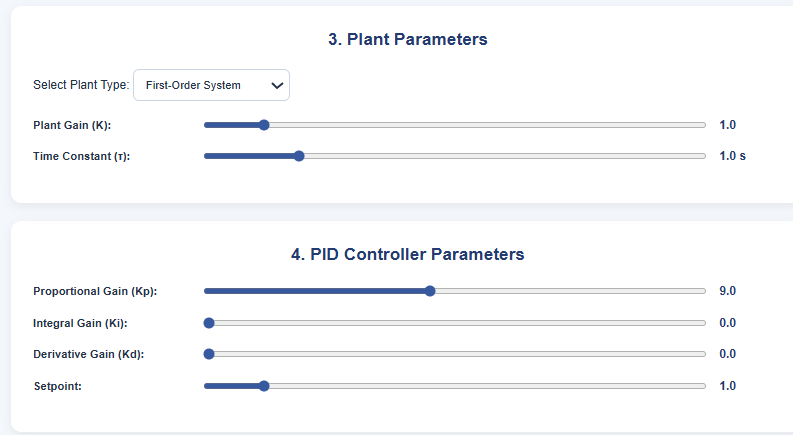 3. Plant Parameters
Select Plant Type: First-Order System
Plant Gain (K): 1.0
Time Constant (τ): 1.0 s
4. PID Controller Parameters
Proportional Gain (Kp): 9.0
Integral Gain (Ki): 0.0
Derivative Gain (Kd): 0.0
Setpoint: 1.0